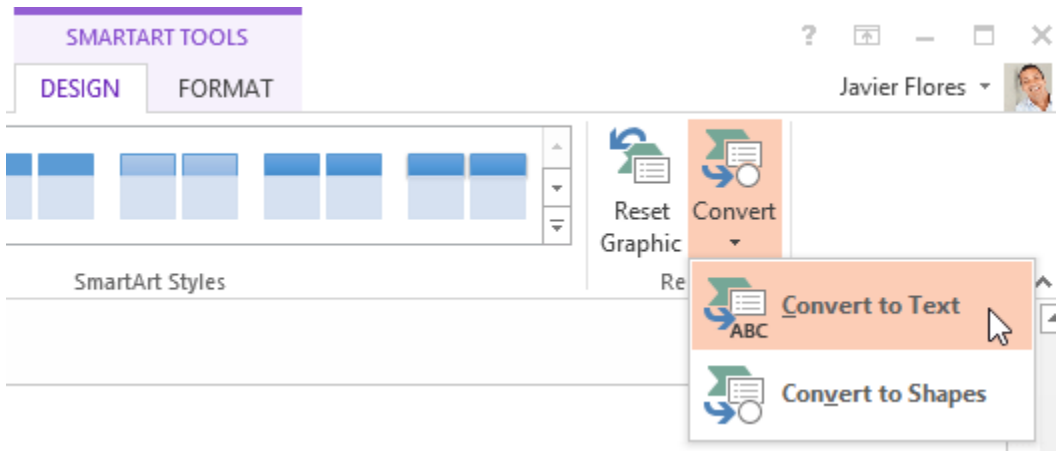 SMARTART TOOLS
?
DESIGN FORMAT
Javier Flores
Reset Graphic
Convert
SmartArt Styles
Re
ABC
Convert to Text
Convert to Shapes